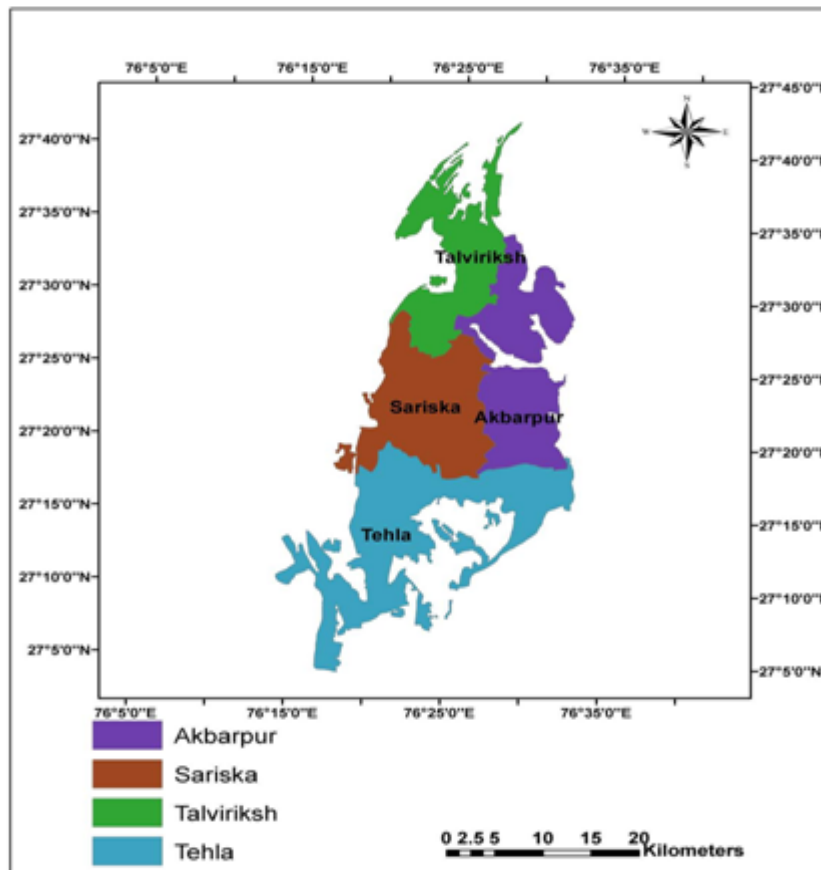 76°5'0"E 76°15'0"E 76°25'0"E 76°35'0"E
27°45'0"N
27°40'0"N 27°40'0"N
27°35'0"N 27°35'0"N
27°30'0"N 27°30'0"N
27°25'0"N 27°25'0"N
27°20'0"N 27°20'0"N
27°15'0"N 27°15'0"N
27°10'0"N 27°10'0"N
27°5'0"N 27°5'0"N
N
W E
N
Talviriksh
Sariska Akbarpur
Tehla
76°5'0"E 76°15'0"E 76°25'0"E 76°35'0"E
Akbarpur
Sariska
Talviriksh
Tehla
0 2.5 5 10 15 20
Kilometers